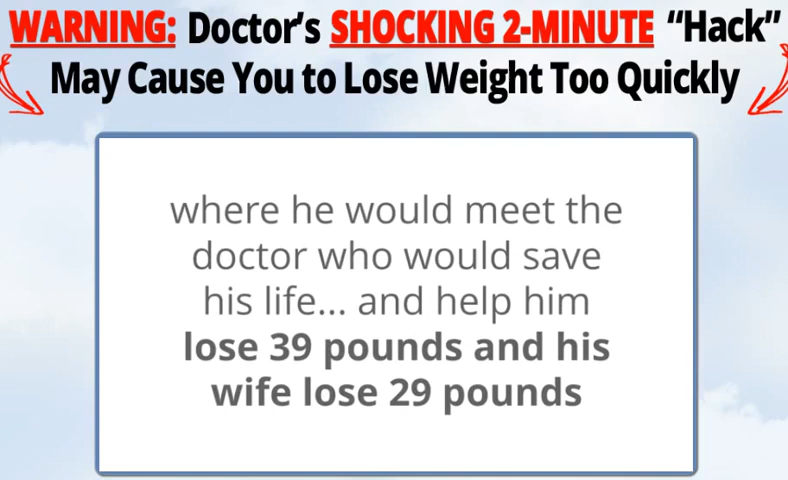 WARNING: Doctor's SHOCKING 2-MINUTE “Hack”
May Cause You to Lose Weight Too Quickly
where he would meet the
doctor who would save
his life... and help him
lose 39 pounds and his
wife lose 29 pounds